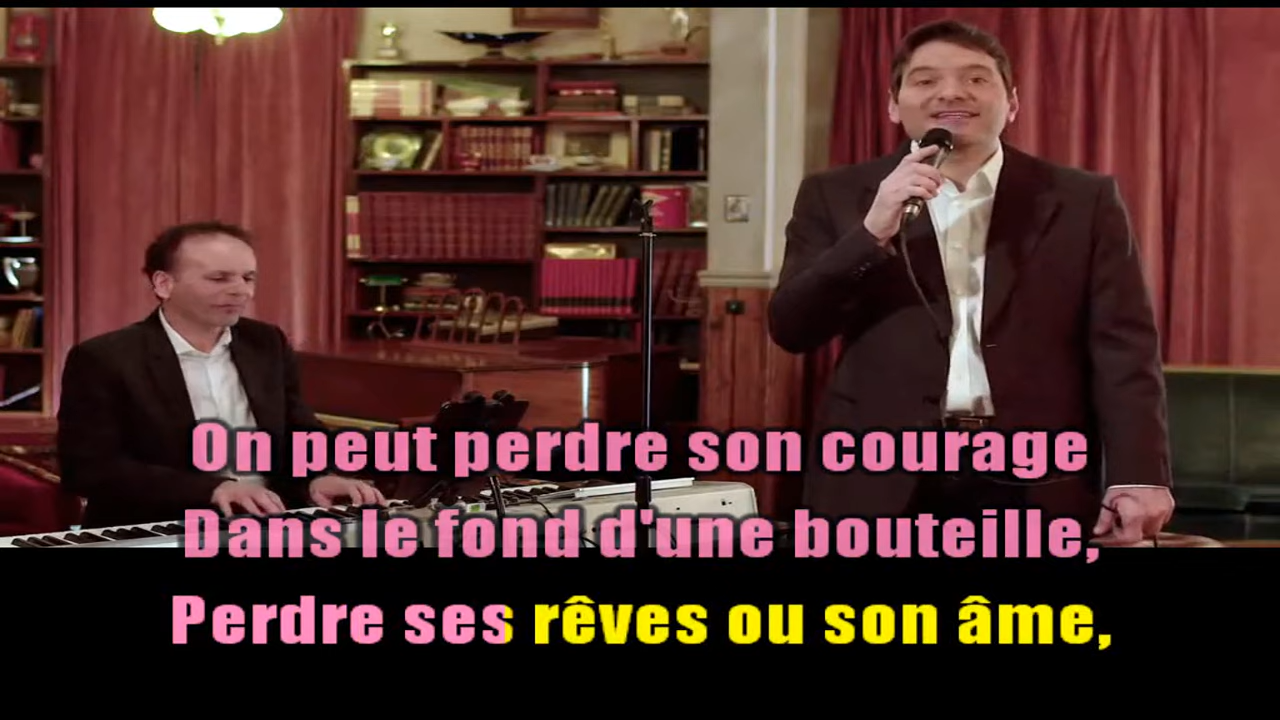 On peut perdre son courage
Dans le fond d'une bouteille,
Perdre ses rêves ou son âme,